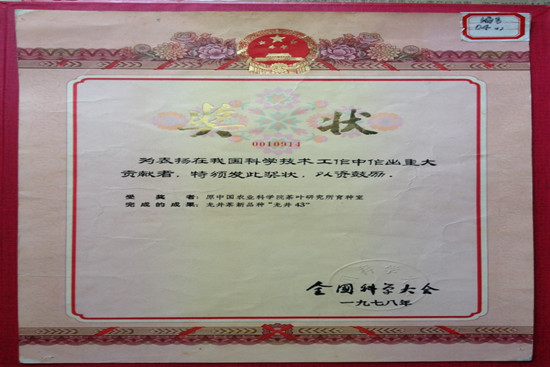 编号
奖状
0010914
为表扬在我国科学技术工作中作出重大
贡献者，特颁发此奖状，以资鼓励．
受奖者：原中国农业科学院茶叶研究所育种室
完成的成果：龙井茶新品种“龙井43”
全国科学大会
一九七八年